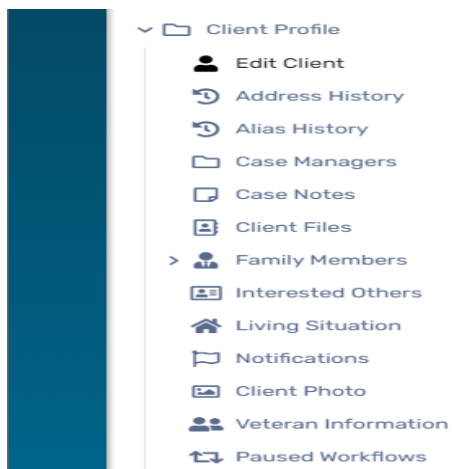 Client Profile
Edit Client
Address History
Alias History
Case Managers
Case Notes
Client Files
Family Members
Interested Others
Living Situation
Notifications
Client Photo
Veteran Information
Paused Workflows